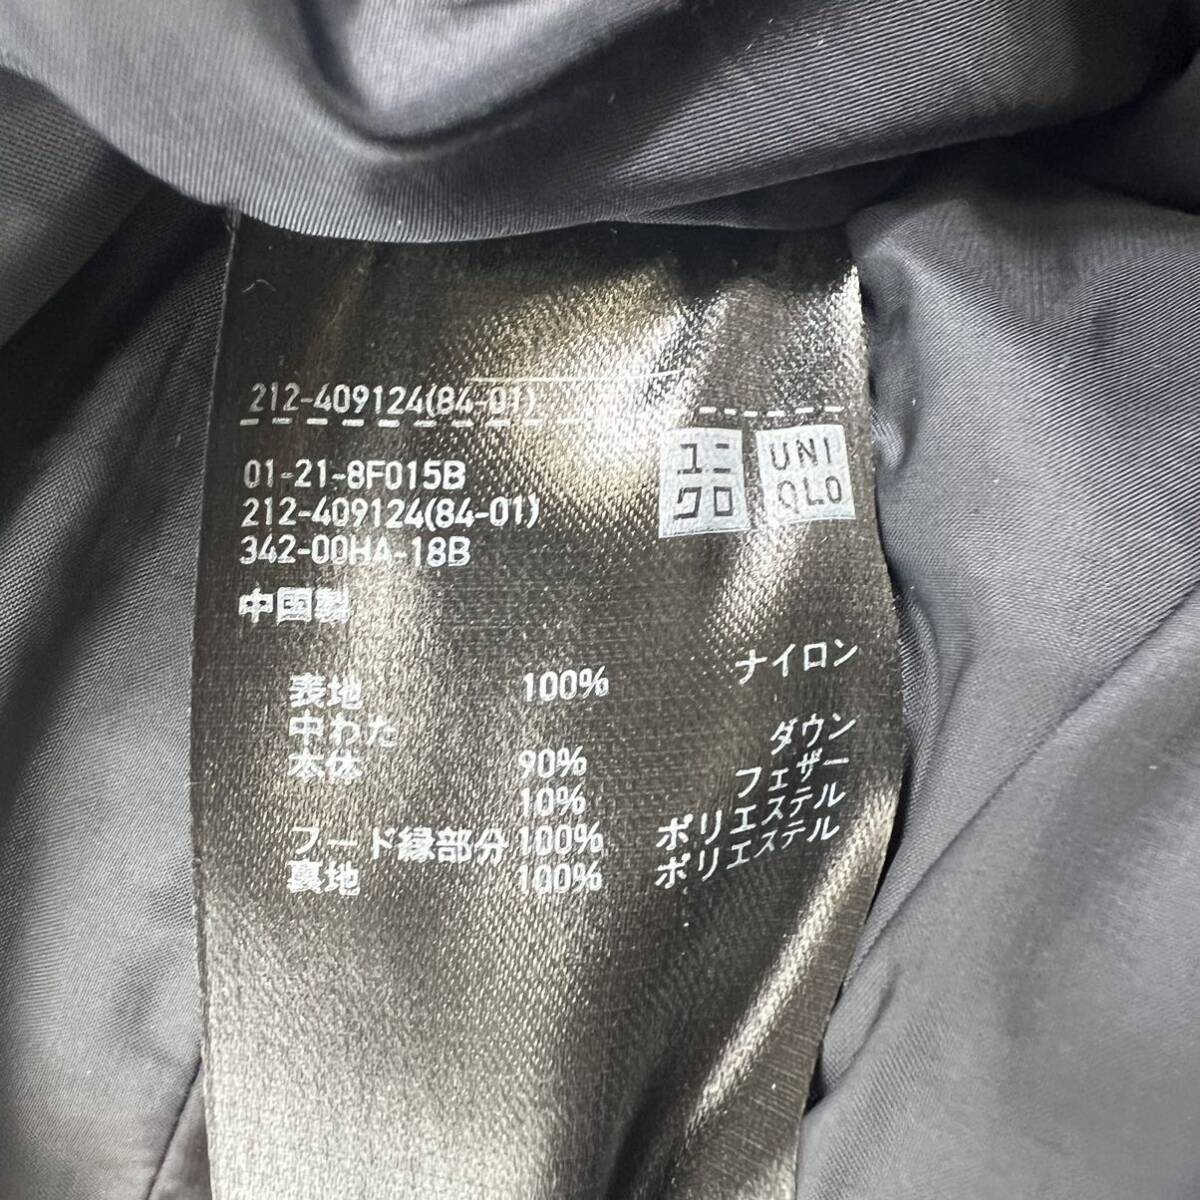 212-409124(84-01)
01-21-8F015B
212-409124(84-01)
342-00HA-18B
中国製
ユニ
クロ
UNI
QLO
表地 100% ナイロン
中わた
本体 90% ダウン
10% フェザー
フード縁部分 100% ポリエステル
裏地 100% ポリエステル